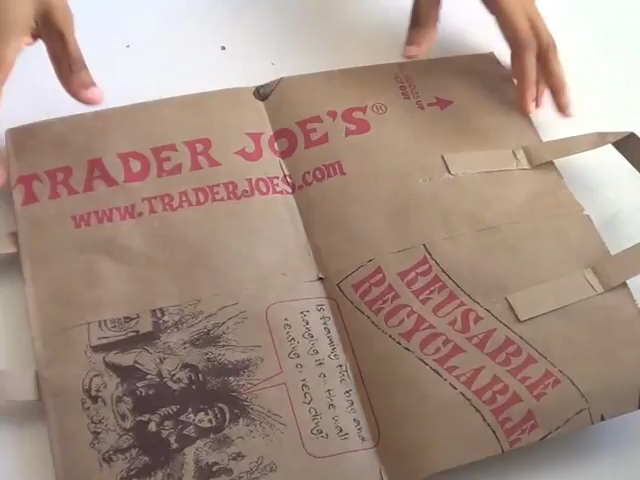 TRADER JOE'S®
www.TRADERJOES.com
OUT
REUSABLE
RECYCLABLE
Is framing the bag and
hanging it on the wall
reusing or recycling?